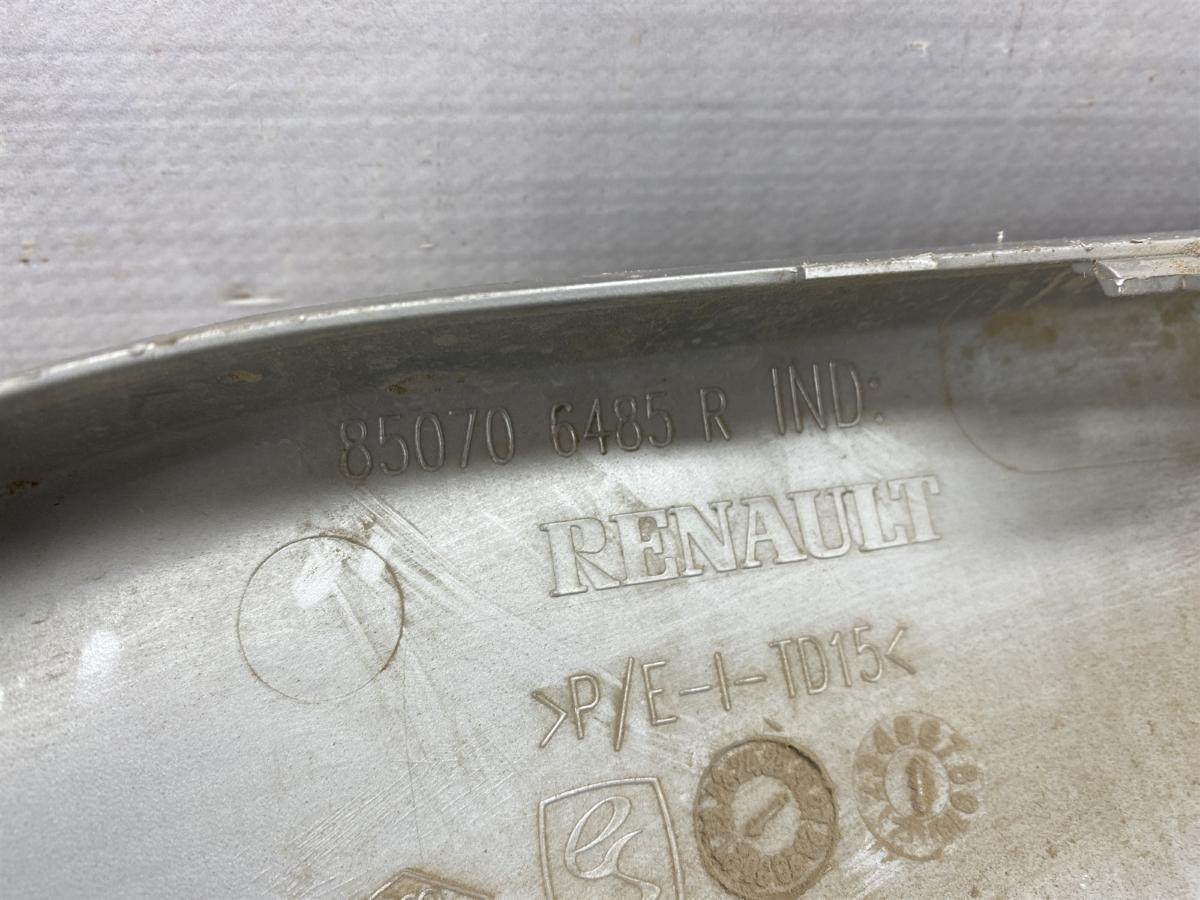 85070 6485 R IND:
RENAULT
>P/E-I-TD15<